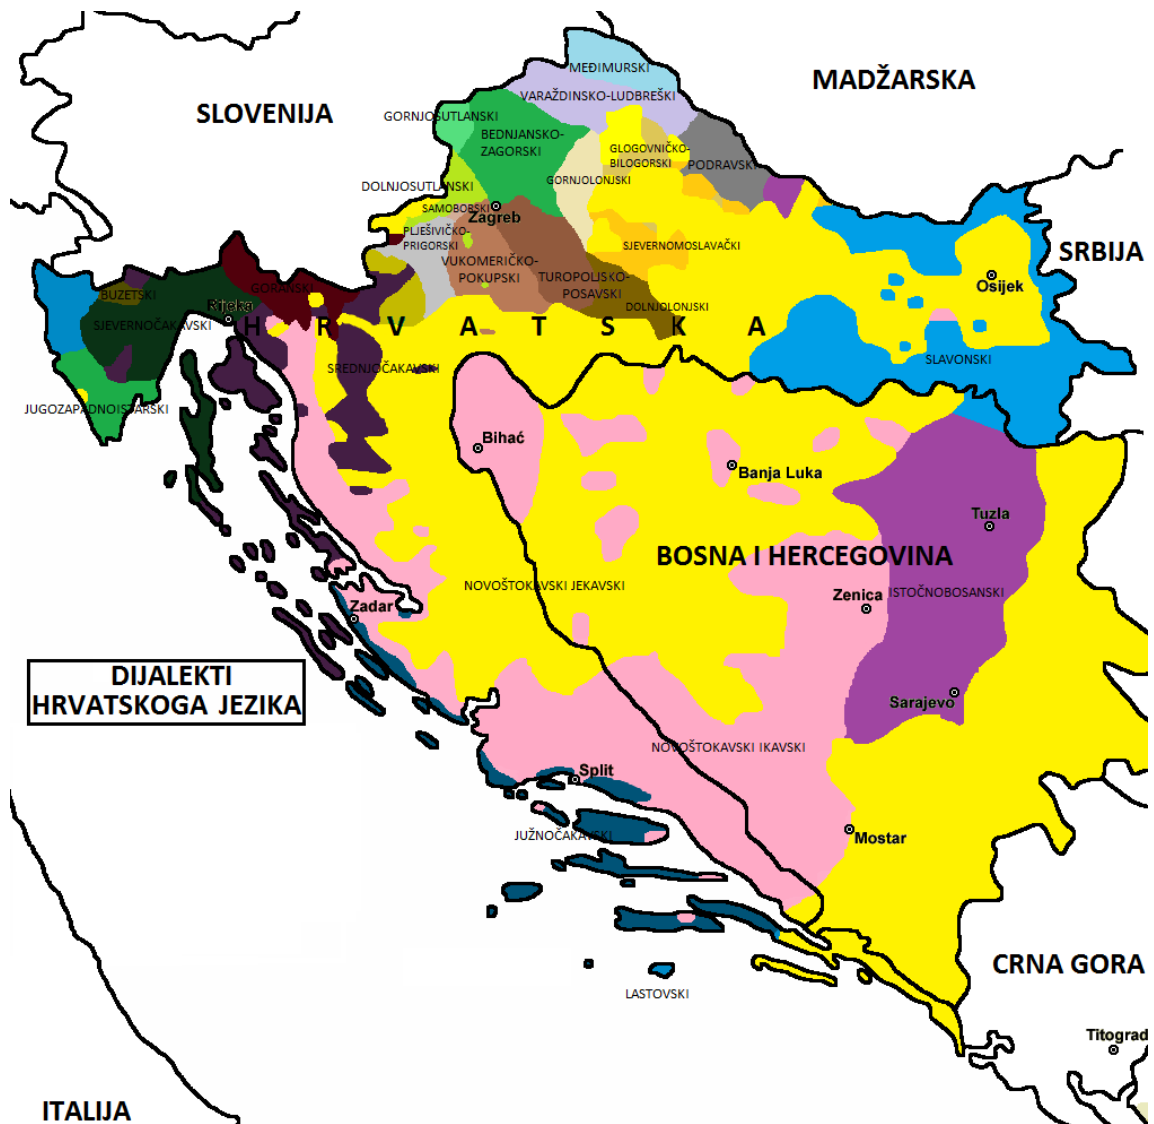 MEĐIMURSKI
MADŽARSKA
VARAŽDINSKO-LUDBREŠKI
SLOVENIJA
GORNJOSUTLANSKI
BEDNJANSKO-
ZAGORSKI
GLOGOVNIČKO-
BILOGORSKI
PODRAVSKI
GORNJOLONJSKI
DOLNJOSUTLANSKI
SAMOBORSKI
Zagreb
PLJEŠIVIČKO-
PRIGORSKI
SJEVERNOMOSLAVAČKI
SRBIJA
VUKOMERIČKO-
POKUPSKI
TUROPOLJSKO-
POSAVSKI
Osijek
GORANSKI
BUZETSKI
Rijeka
DOLNJOLONJSKI
SJEVERNOČAKAVSKI
HRVATSKA
SLAVONSKI
SREDNJOČAKAVSKI
JUGOZAPADNOISTARSKI
Bihać
Banja Luka
Tuzla
BOSNA I HERCEGOVINA
NOVOŠTOKAVSKI JEKAVSKI
Zenica
ISTOČNOBOSANSKI
Zadar
DIJALEKTI
HRVATSKOGA JEZIKA
Sarajevo
NOVOŠTOKAVSKI IKAVSKI
Split
JUŽNOČAKAVSKI
Mostar
CRNA GORA
LASTOVSKI
Titograd
ITALIJA